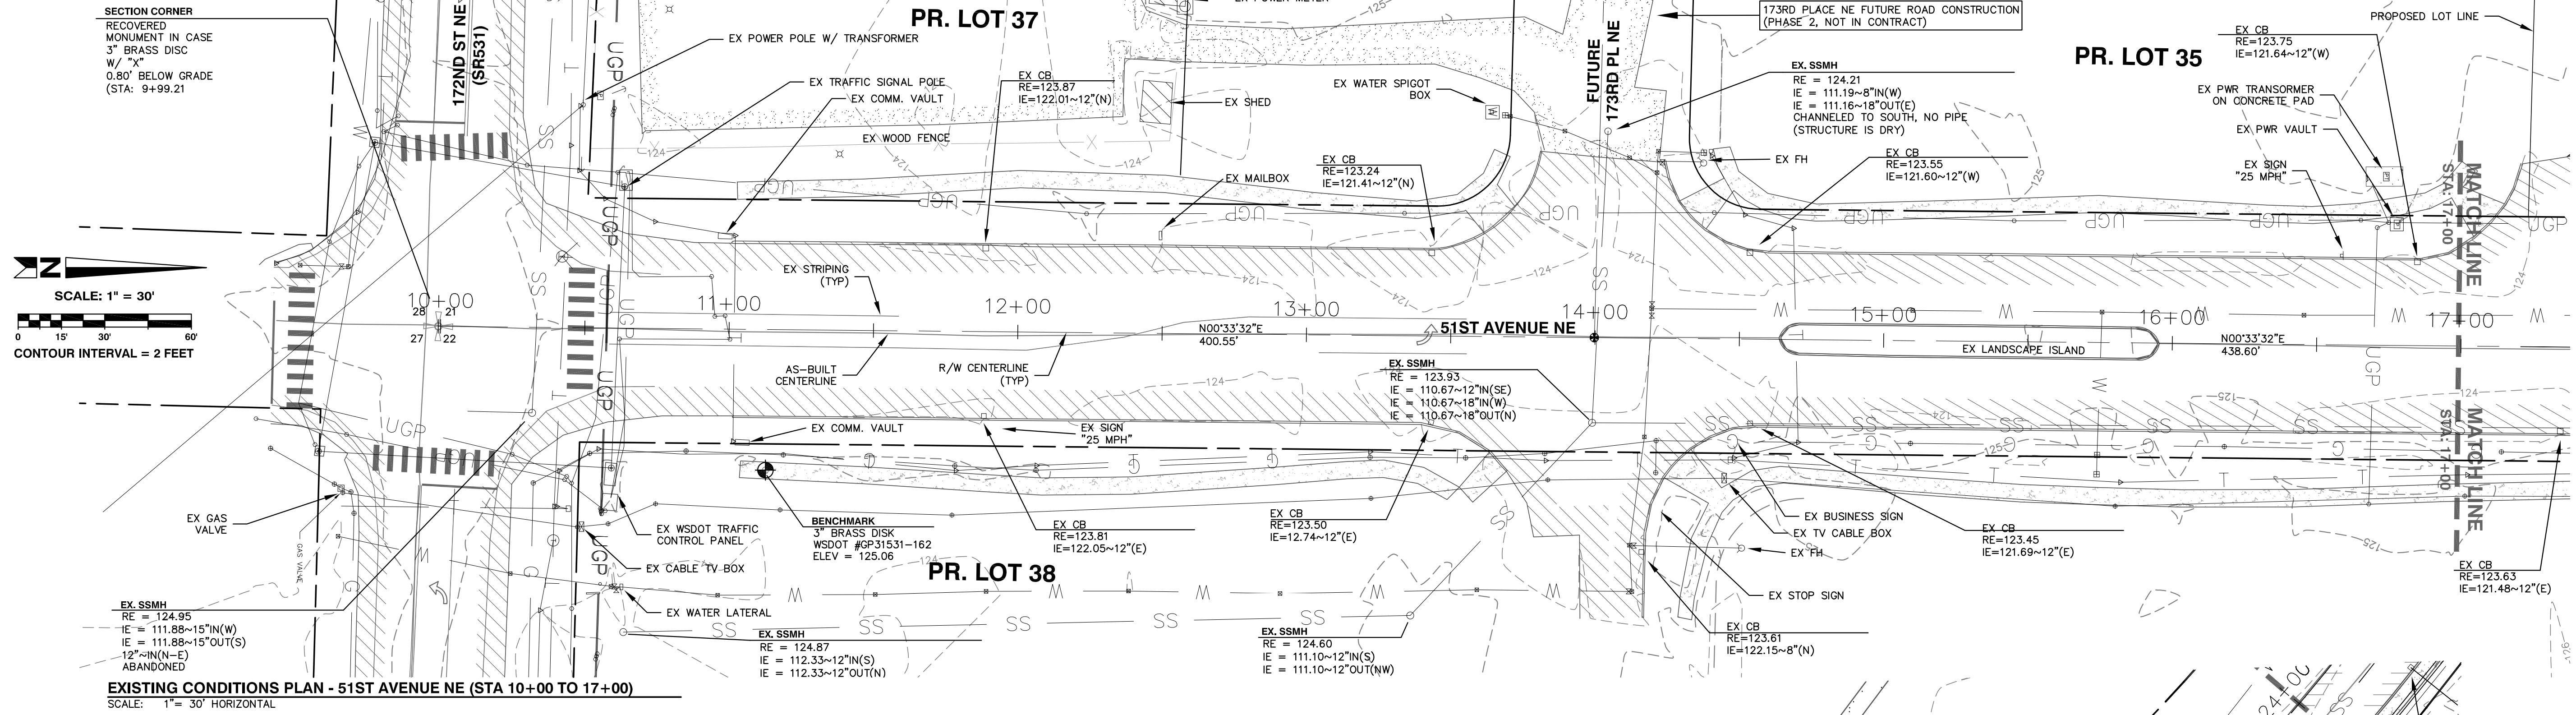 SECTION CORNER
RECOVERED
MONUMENT IN CASE
3" BRASS DISC
W/ "X"
0.80' BELOW GRADE
(STA: 9+99.21
172ND ST NE
(SR531)
PR. LOT 37
EX POWER POLE W/ TRANSFORMER
EX TRAFFIC SIGNAL POLE
EX COMM. VAULT
EX CB
RE=123.87
IE=122.01~12"(N)
EX SHED
EX WOOD FENCE
EX WATER SPIGOT
BOX
EX CB
RE=123.24
IE=121.41~12"(N)
EX MAILBOX
FUTURE
173RD PL NE
173RD PLACE NE FUTURE ROAD CONSTRUCTION
(PHASE 2, NOT IN CONTRACT)
EX. SSMH
RE = 124.21
IE = 111.19~8"IN(W)
IE = 111.16~18"OUT(E)
CHANNELED TO SOUTH, NO PIPE
(STRUCTURE IS DRY)
EX FH
EX CB
RE=123.55
IE=121.60~12"(W)
PR. LOT 35
EX CB
RE=123.75
IE=121.64~12"(W)
PROPOSED LOT LINE
EX PWR TRANSORMER
ON CONCRETE PAD
EX PWR VAULT
EX SIGN
"25 MPH"
MATCH LINE
STA: 17+00
N
SCALE: 1" = 30'
0 15' 30' 60'
CONTOUR INTERVAL = 2 FEET
10+00
28 21
27 22
11+00
12+00
13+00
14+00
15+00
16+00
17+00
EX STRIPING
(TYP)
AS-BUILT
CENTERLINE
R/W CENTERLINE
(TYP)
N00°33'32"E
400.55'
51ST AVENUE NE
EX LANDSCAPE ISLAND
N00°33'32"E
438.60'
EX. SSMH
RE = 123.93
IE = 110.67~12"IN(SE)
IE = 110.67~18"IN(W)
IE = 110.67~18"OUT(N)
EX COMM. VAULT
EX SIGN
"25 MPH"
MATCH LINE
STA: 17+00
EX GAS
VALVE
GAS VALVE
EX WSDOT TRAFFIC
CONTROL PANEL
EX CABLE TV BOX
EX WATER LATERAL
BENCHMARK
3" BRASS DISK
WSDOT #GP31531-162
ELEV = 125.06
EX CB
RE=123.81
IE=122.05~12"(E)
EX CB
RE=123.50
IE=12.74~12"(E)
EX BUSINESS SIGN
EX TV CABLE BOX
EX FH
EX STOP SIGN
EX CB
RE=123.45
IE=121.69~12"(E)
EX CB
RE=123.63
IE=121.48~12"(E)
EX CB
RE=123.61
IE=122.15~8"(N)
PR. LOT 38
EX. SSMH
RE = 124.95
IE = 111.88~15"IN(W)
IE = 111.88~15"OUT(S)
12"~IN(N-E)
ABANDONED
EX. SSMH
RE = 124.87
IE = 112.33~12"IN(S)
IE = 112.33~12"OUT(N)
EX. SSMH
RE = 124.60
IE = 111.10~12"IN(S)
IE = 111.10~12"OUT(NW)
EXISTING CONDITIONS PLAN - 51ST AVENUE NE (STA 10+00 TO 17+00)
SCALE: 1"= 30' HORIZONTAL
24+00